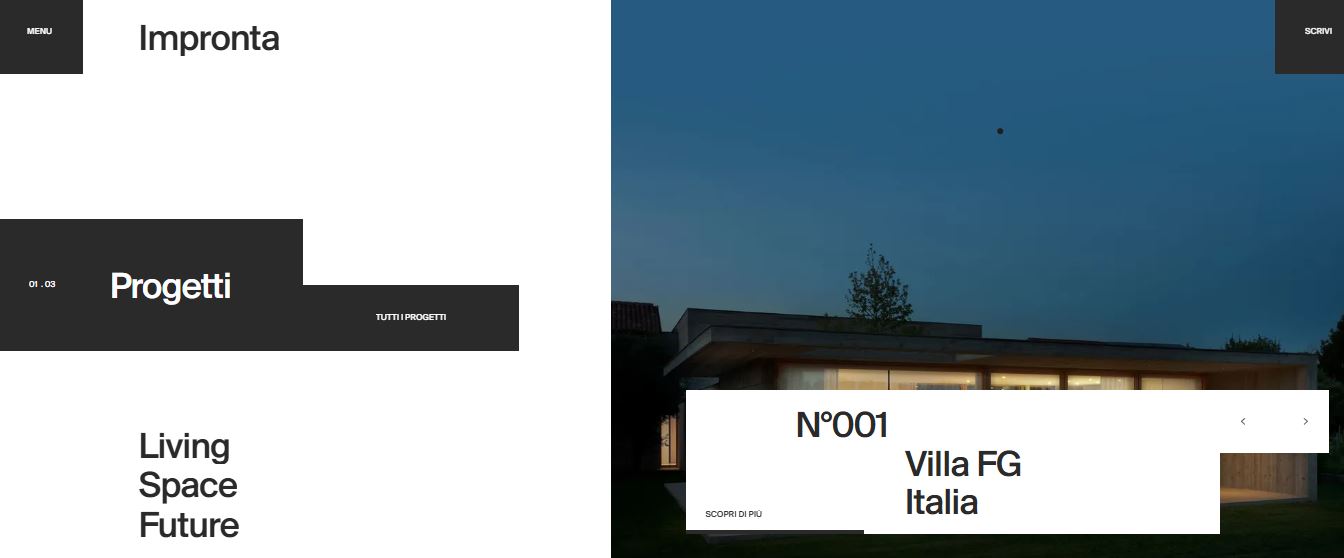 MENU
Impronta
SCRIVI
01 . 03
Progetti
TUTTI I PROGETTI
Living
Space
Future
N°001
Villa FG
Italia
SCOPRI DI PIÙ